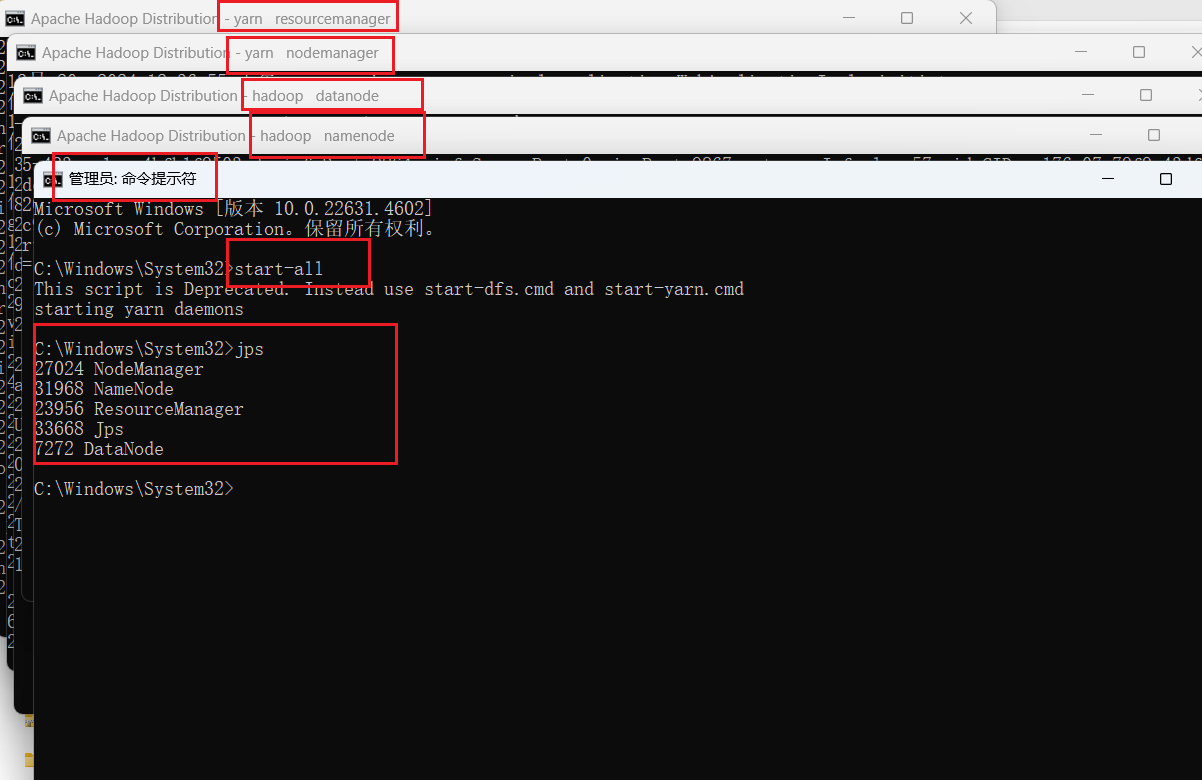 Apache Hadoop Distribution - yarn resourcemanager
Apache Hadoop Distribution - yarn nodemanager
Apache Hadoop Distribution - hadoop datanode
Apache Hadoop Distribution - hadoop namenode
管理员: 命令提示符
Microsoft Windows [版本 10.0.22631.4602]
(c) Microsoft Corporation。保留所有权利。
C:\Windows\System32>start-all
This script is Deprecated. Instead use start-dfs.cmd and start-yarn.cmd
starting yarn daemons
C:\Windows\System32>jps
27024 NodeManager
31968 NameNode
23956 ResourceManager
33668 Jps
7272 DataNode
C:\Windows\System32>